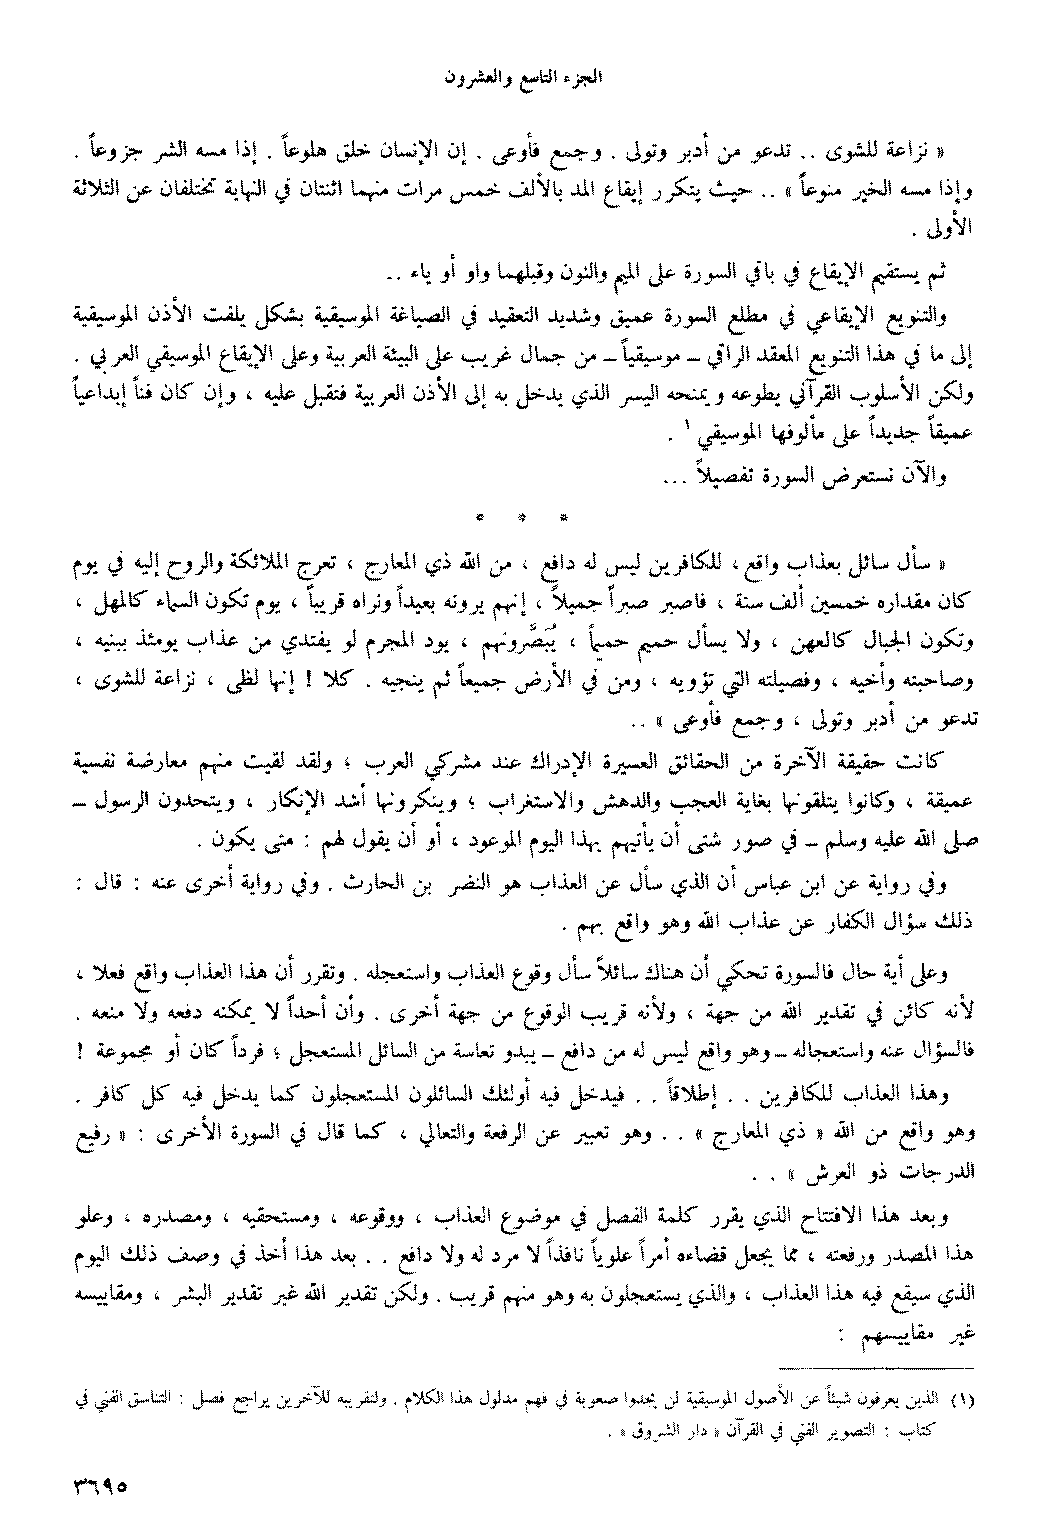 الجزء التاسع والعشرون
« نزاعة للشوى .. تدعو من أدبر وتولى . وجمع فأوعى . إن الإنسان خلق هلوعاً . إذا مسه الشر جزوعاً .
وإذا مسه الخير منوعاً » .. حيث يتكرر إيقاع المد بالألف خمس مرات منهما اثنتان في النهاية تختلفان عن الثلاثة
الأولى .
ثم يستقيم الإيقاع في باقي السورة على الميم والنون وقبلهما واو أو ياء ..
والتنويع الإيقاعي في مطلع السورة عميق وشديد التعقيد في الصياغة الموسيقية بشكل يلفت الأذن الموسيقية
إلى ما في هذا التنويع المعقد الراقي ــ موسيقياً ــ من جمال غريب على البيئة العربية وعلى الإيقاع الموسيقي العربي .
ولكن الأسلوب القرآني يطوعه ويمنحه اليسر الذي يدخل به إلى الأذن العربية فتقبل عليه ، وإن كان فناً إبداعياً
عميقاً جديداً على مألوفها الموسيقي ١ .
والآن نستعرض السورة تفصيلاً ...
* * *
« سأل سائل بعذاب واقع ، للكافرين ليس له دافع ، من الله ذي المعارج ، تعرج الملائكة والروح إليه في يوم
كان مقداره خمسين ألف سنة ، فاصبر صبراً جميلاً ، إنهم يرونه بعيداً ونراه قريباً ، يوم تكون السماء كالمهل ،
وتكون الجبال كالعهن ، ولا يسأل حميم حميماً ، يُبَصَّرونهم ، يود المجرم لو يفتدي من عذاب يومئذ ببنيه ،
وصاحبته وأخيه ، وفصيلته التي تؤويه ، ومن في الأرض جميعاً ثم ينجيه . كلا ! إنها لظى ، نزاعة للشوى ،
تدعو من أدبر وتولى ، وجمع فأوعى » ..
كانت حقيقة الآخرة من الحقائق العسيرة الإدراك عند مشركي العرب ؛ ولقد لقيت منهم معارضة نفسية
عميقة ، وكانوا يتلقونها بغاية العجب والدهش والاستغراب ؛ وينكرونها أشد الإنكار ، ويتحدون الرسول ــ
صلى الله عليه وسلم ــ في صور شتى أن يأتيهم بهذا اليوم الموعود ، أو أن يقول لهم : متى يكون .
وفي رواية عن ابن عباس أن الذي سأل عن العذاب هو النضر بن الحارث . وفي رواية أخرى عنه : قال :
ذلك سؤال الكفار عن عذاب الله وهو واقع بهم .
وعلى أية حال فالسورة تحكي أن هناك سائلاً سأل وقوع العذاب واستعجله . وتقرر أن هذا العذاب واقع فعلا ،
لأنه كائن في تقدير الله من جهة ، ولأنه قريب الوقوع من جهة أخرى . وأن أحداً لا يمكنه دفعه ولا منعه .
فالسؤال عنه واستعجاله ــ وهو واقع ليس له من دافع ــ يبدو تعاسة من السائل المستعجل ؛ فرداً كان أو مجموعة !
وهذا العذاب للكافرين . . إطلاقاً . . فيدخل فيه أولئك السائلون المستعجلون كما يدخل فيه كل كافر .
وهو واقع من الله « ذي المعارج » . . وهو تعبير عن الرفعة والتعالي ، كما قال في السورة الأخرى : « رفيع
الدرجات ذو العرش » . .
وبعد هذا الافتتاح الذي يقرر كلمة الفصل في موضوع العذاب ، ووقوعه ، ومستحقيه ، ومصدره ، وعلو
هذا المصدر ورفعته ، مما يجعل قضاءه أمراً علوياً نافذاً لا مرد له ولا دافع . . بعد هذا أخذ في وصف ذلك اليوم
الذي سيقع فيه هذا العذاب ، والذي يستعجلون به وهو منهم قريب . ولكن تقدير الله غير تقدير البشر ، ومقاييسه
غير مقاييسهم :
(١) الذين يعرفون شيئاً عن الأصول الموسيقية لن يجدوا صعوبة في فهم مدلول هذا الكلام . ولتقريبه للآخرين يراجع فصل : التناسق الفني في
كتاب : التصوير الفني في القرآن « دار الشروق » .
٣٦٩٥